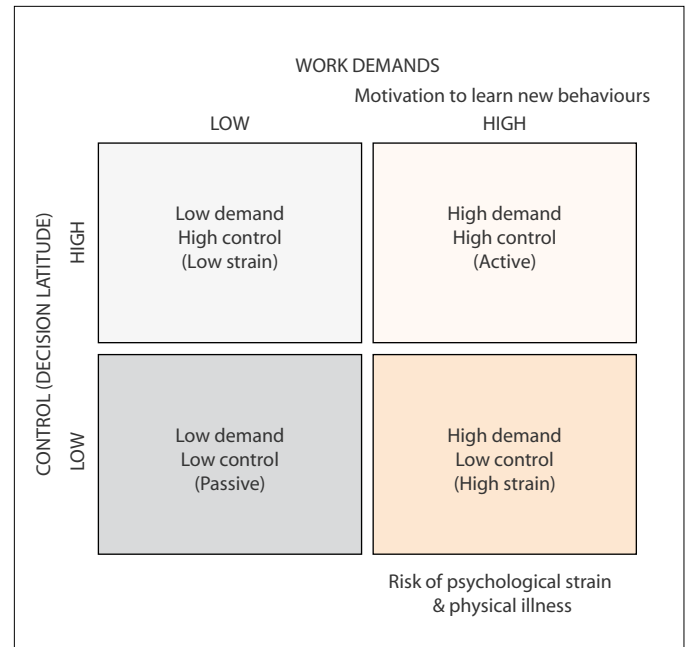 WORK DEMANDS
Motivation to learn new behaviours
LOW
HIGH
CONTROL (DECISION LATITUDE)
HIGH
Low demand
High control
(Low strain)
High demand
High control
(Active)
LOW
Low demand
Low control
(Passive)
High demand
Low control
(High strain)
Risk of psychological strain
& physical illness